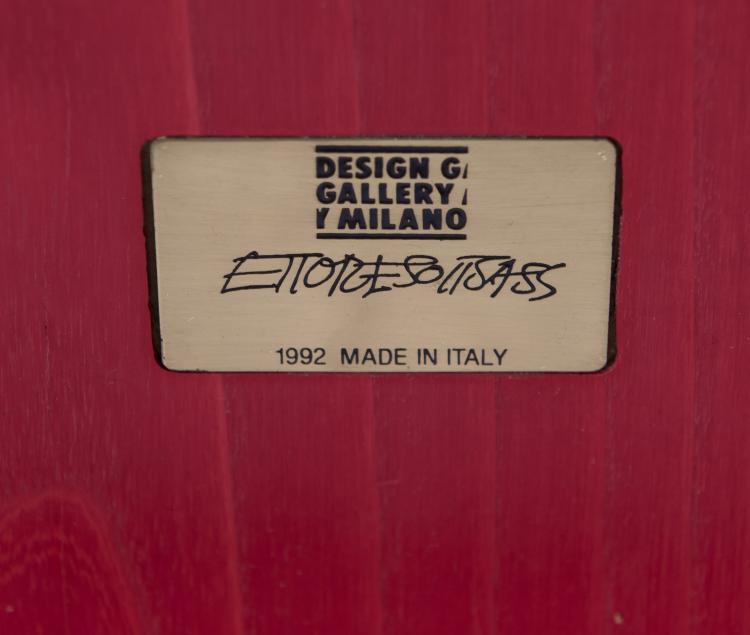 DESIGN G
GALLERY
Y MILANO
ETTORE SOTTSASS
1992 MADE IN ITALY